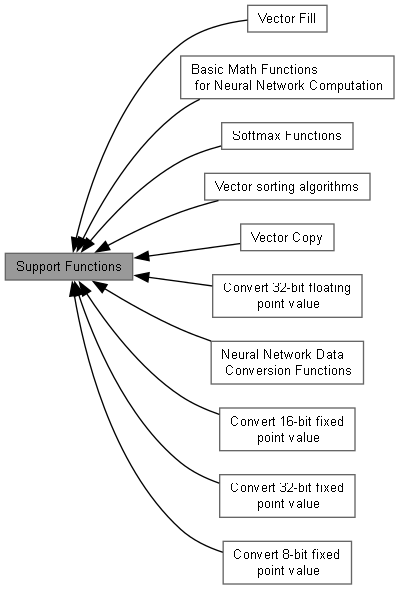 Vector Fill
Basic Math Functions
for Neural Network Computation
Softmax Functions
Vector sorting algorithms
Vector Copy
Support Functions
Convert 32-bit floating
point value
Neural Network Data
Conversion Functions
Convert 16-bit fixed
point value
Convert 32-bit fixed
point value
Convert 8-bit fixed
point value